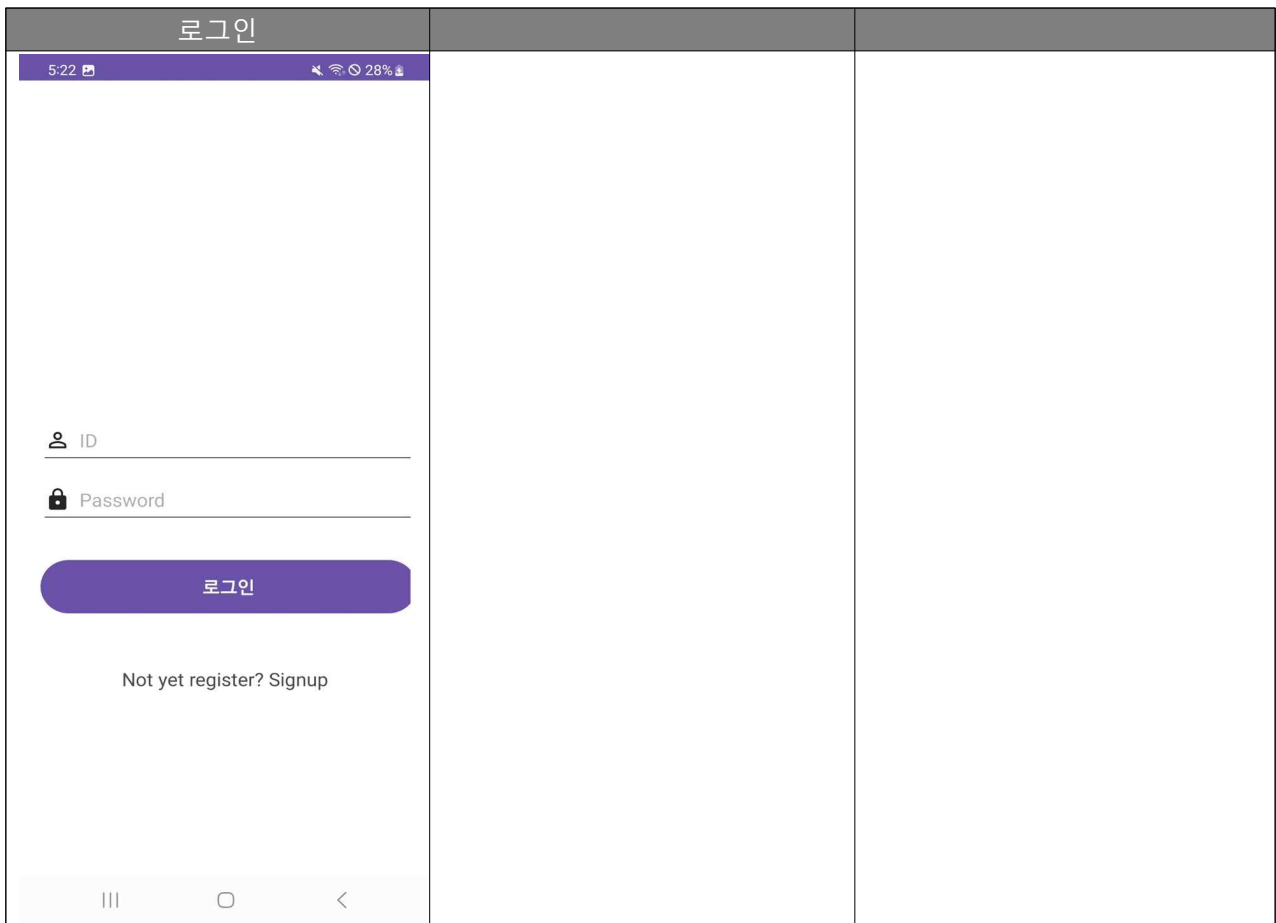 로그인
5:22 28%
ID
Password
로그인
Not yet register? Signup